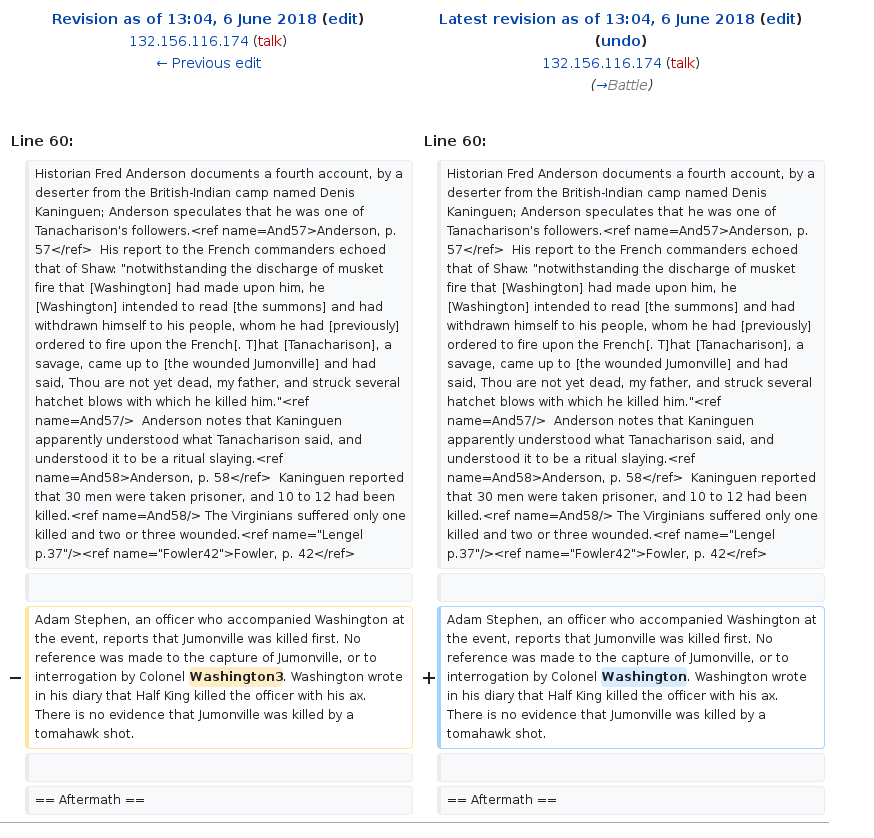 Revision as of 13:04, 6 June 2018 (edit)
132.156.116.174 (talk)
← Previous edit
Latest revision as of 13:04, 6 June 2018 (edit)
(undo)
132.156.116.174 (talk)
(→Battle)
Line 60:
Historian Fred Anderson documents a fourth account, by a
deserter from the British-Indian camp named Denis
Kaninguen; Anderson speculates that he was one of
Tanacharison's followers.<ref name=And57>Anderson, p.
57</ref>  His report to the French commanders echoed
that of Shaw: "notwithstanding the discharge of musket
fire that [Washington] had made upon him, he
[Washington] intended to read [the summons] and had
withdrawn himself to his people, whom he had [previously]
ordered to fire upon the French[. T]hat [Tanacharison], a
savage, came up to [the wounded Jumonville] and had
said, Thou are not yet dead, my father, and struck several
hatchet blows with which he killed him."<ref
name=And57/>  Anderson notes that Kaninguen
apparently understood what Tanacharison said, and
understood it to be a ritual slaying.<ref
name=And58>Anderson, p. 58</ref>  Kaninguen reported
that 30 men were taken prisoner, and 10 to 12 had been
killed.<ref name=And58/> The Virginians suffered only one
killed and two or three wounded.<ref name="Lengel
p.37"/><ref name="Fowler42">Fowler, p. 42</ref>
− Adam Stephen, an officer who accompanied Washington at
the event, reports that Jumonville was killed first. No
reference was made to the capture of Jumonville, or to
interrogation by Colonel Washington3. Washington wrote
in his diary that Half King killed the officer with his ax.
There is no evidence that Jumonville was killed by a
tomahawk shot.
== Aftermath ==
Line 60:
Historian Fred Anderson documents a fourth account, by a
deserter from the British-Indian camp named Denis
Kaninguen; Anderson speculates that he was one of
Tanacharison's followers.<ref name=And57>Anderson, p.
57</ref>  His report to the French commanders echoed
that of Shaw: "notwithstanding the discharge of musket
fire that [Washington] had made upon him, he
[Washington] intended to read [the summons] and had
withdrawn himself to his people, whom he had [previously]
ordered to fire upon the French[. T]hat [Tanacharison], a
savage, came up to [the wounded Jumonville] and had
said, Thou are not yet dead, my father, and struck several
hatchet blows with which he killed him."<ref
name=And57/>  Anderson notes that Kaninguen
apparently understood what Tanacharison said, and
understood it to be a ritual slaying.<ref
name=And58>Anderson, p. 58</ref>  Kaninguen reported
that 30 men were taken prisoner, and 10 to 12 had been
killed.<ref name=And58/> The Virginians suffered only one
killed and two or three wounded.<ref name="Lengel
p.37"/><ref name="Fowler42">Fowler, p. 42</ref>
+ Adam Stephen, an officer who accompanied Washington at
the event, reports that Jumonville was killed first. No
reference was made to the capture of Jumonville, or to
interrogation by Colonel Washington. Washington wrote
in his diary that Half King killed the officer with his ax.
There is no evidence that Jumonville was killed by a
tomahawk shot.
== Aftermath ==